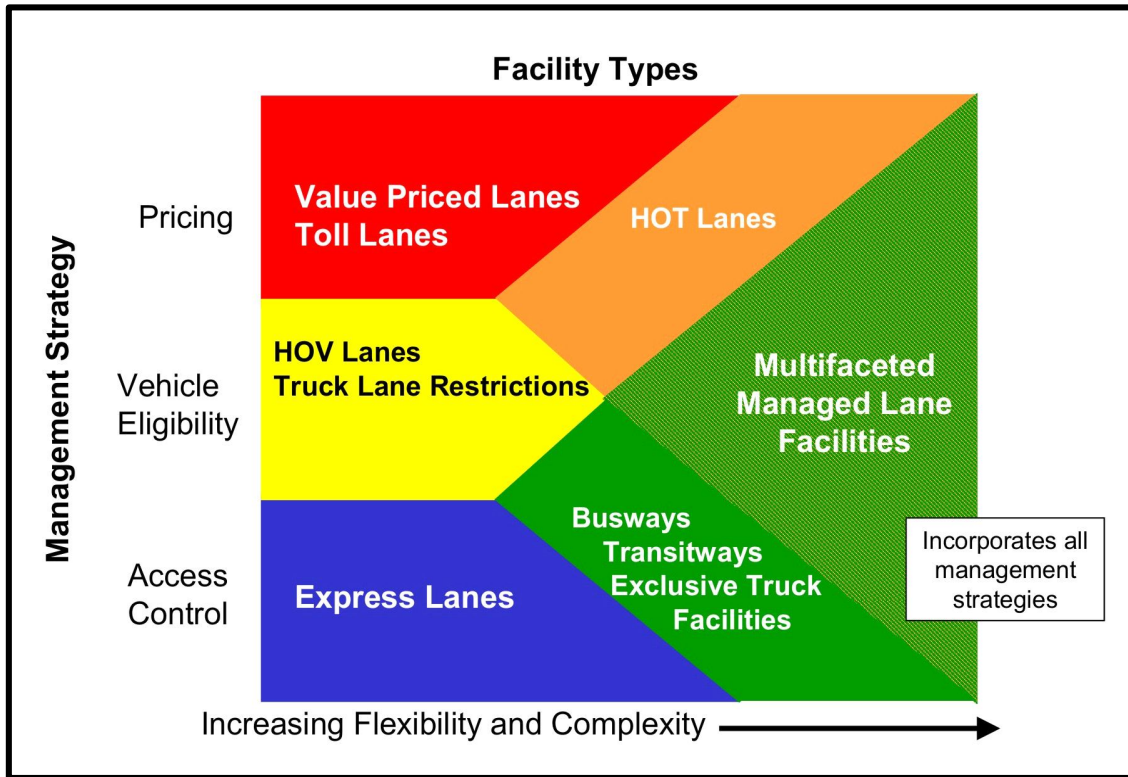 Facility Types
Management Strategy
Pricing
Value Priced Lanes
Toll Lanes
HOT Lanes
Vehicle
Eligibility
HOV Lanes
Truck Lane Restrictions
Multifaceted
Managed Lane
Facilities
Access
Control
Express Lanes
Busways
Transitways
Exclusive Truck
Facilities
Incorporates all
management
strategies
Increasing Flexibility and Complexity